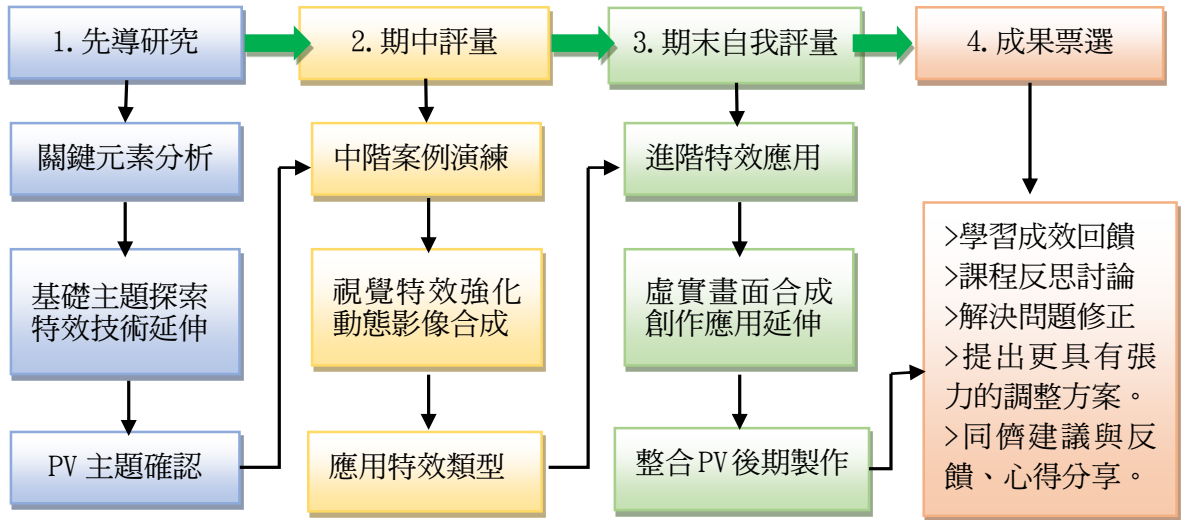 1.先導研究
2.期中評量
3.期末自我評量
4.成果票選
關鍵元素分析
基礎主題探索
特效技術延伸
PV 主題確認
中階案例演練
視覺特效強化
動態影像合成
應用特效類型
進階特效應用
虛實畫面合成
創作應用延伸
整合PV後期製作
>學習成效回饋
>課程反思討論
>解決問題修正
>提出更具有張
力的調整方案。
>同儕建議與反
饋、心得分享。